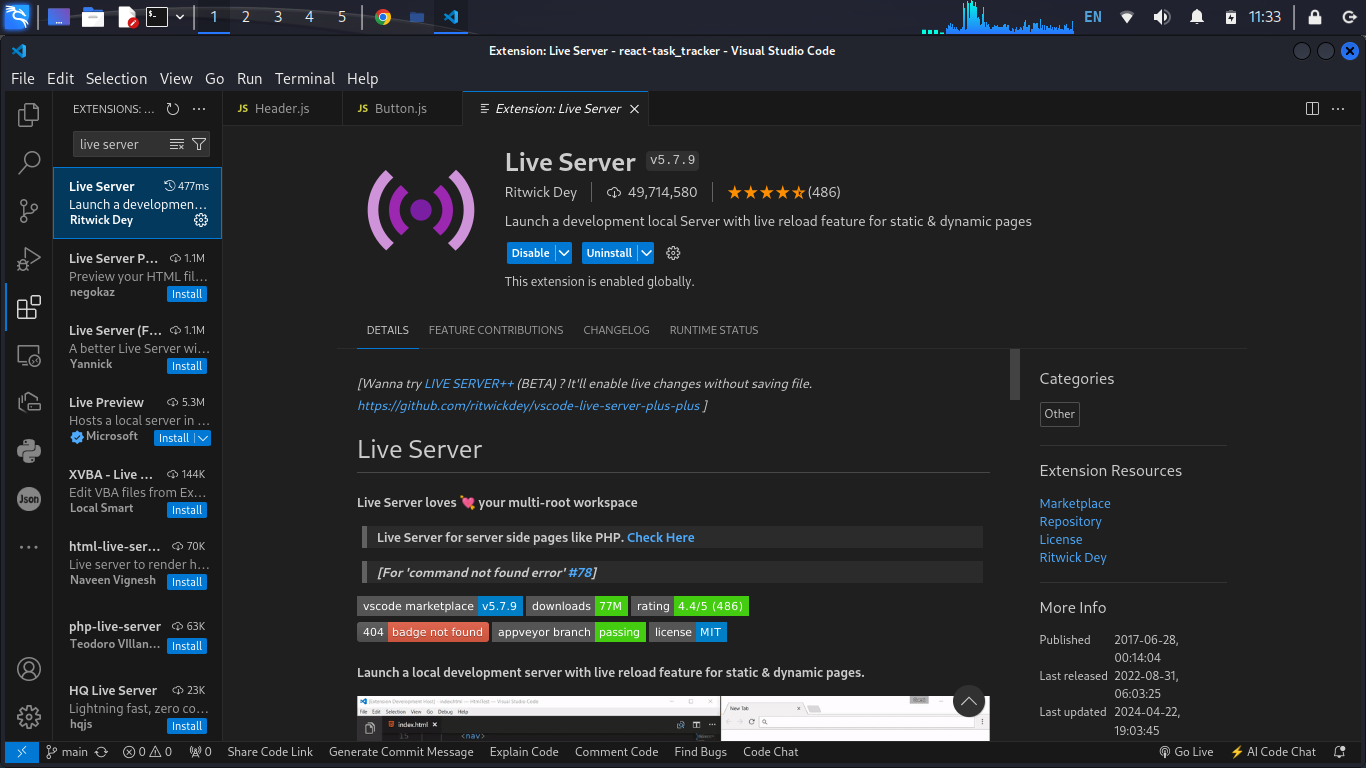 1 2 3 4 5 EN 11:33
Extension: Live Server - react-task_tracker - Visual Studio Code
File Edit Selection View Go Run Terminal Help
EXTENSIONS: ...
live server
Live Server 477ms
Launch a developmen...
Ritwick Dey
Live Server P... 1.1M
Preview your HTML fil...
negokaz Install
Live Server (F... 1.1M
A better Live Server wi...
Yannick Install
Live Preview 5.3M
Hosts a local server in ...
Microsoft Install
XVBA - Live ... 144K
Edit VBA files from Ex...
Local Smart Install
html-live-ser... 70K
Live server to render h...
Naveen Vignesh Install
php-live-server 63K
Teodoro VIllan... Install
HQ Live Server 23K
Lightning fast, zero co...
hqjs Install
Json
JS Header.js JS Button.js Extension: Live Server
Live Server v5.7.9
Ritwick Dey 49,714,580 (486)
Launch a development local Server with live reload feature for static & dynamic pages
Disable Uninstall
This extension is enabled globally.
DETAILS FEATURE CONTRIBUTIONS CHANGELOG RUNTIME STATUS
[Wanna try LIVE SERVER++ (BETA) ? It'll enable live changes without saving file.
https://github.com/ritwickdey/vscode-live-server-plus-plus ]
Live Server
Live Server loves 💘 your multi-root workspace
Live Server for server side pages like PHP. Check Here
[For 'command not found error' #78]
vscode marketplace v5.7.9 downloads 77M rating 4.4/5 (486)
404 badge not found appveyor branch passing license MIT
Launch a local development server with live reload feature for static & dynamic pages.
File Edit Selection View Go Debug Help
index.html
15 <nav>
New Tab
Categories
Other
Extension Resources
Marketplace
Repository
License
Ritwick Dey
More Info
Published 2017-06-28,
00:14:04
Last released 2022-08-31,
06:03:25
Last updated 2024-04-22,
19:03:45
main 0 0 0 Share Code Link Generate Commit Message Explain Code Comment Code Find Bugs Code Chat Go Live AI Code Chat